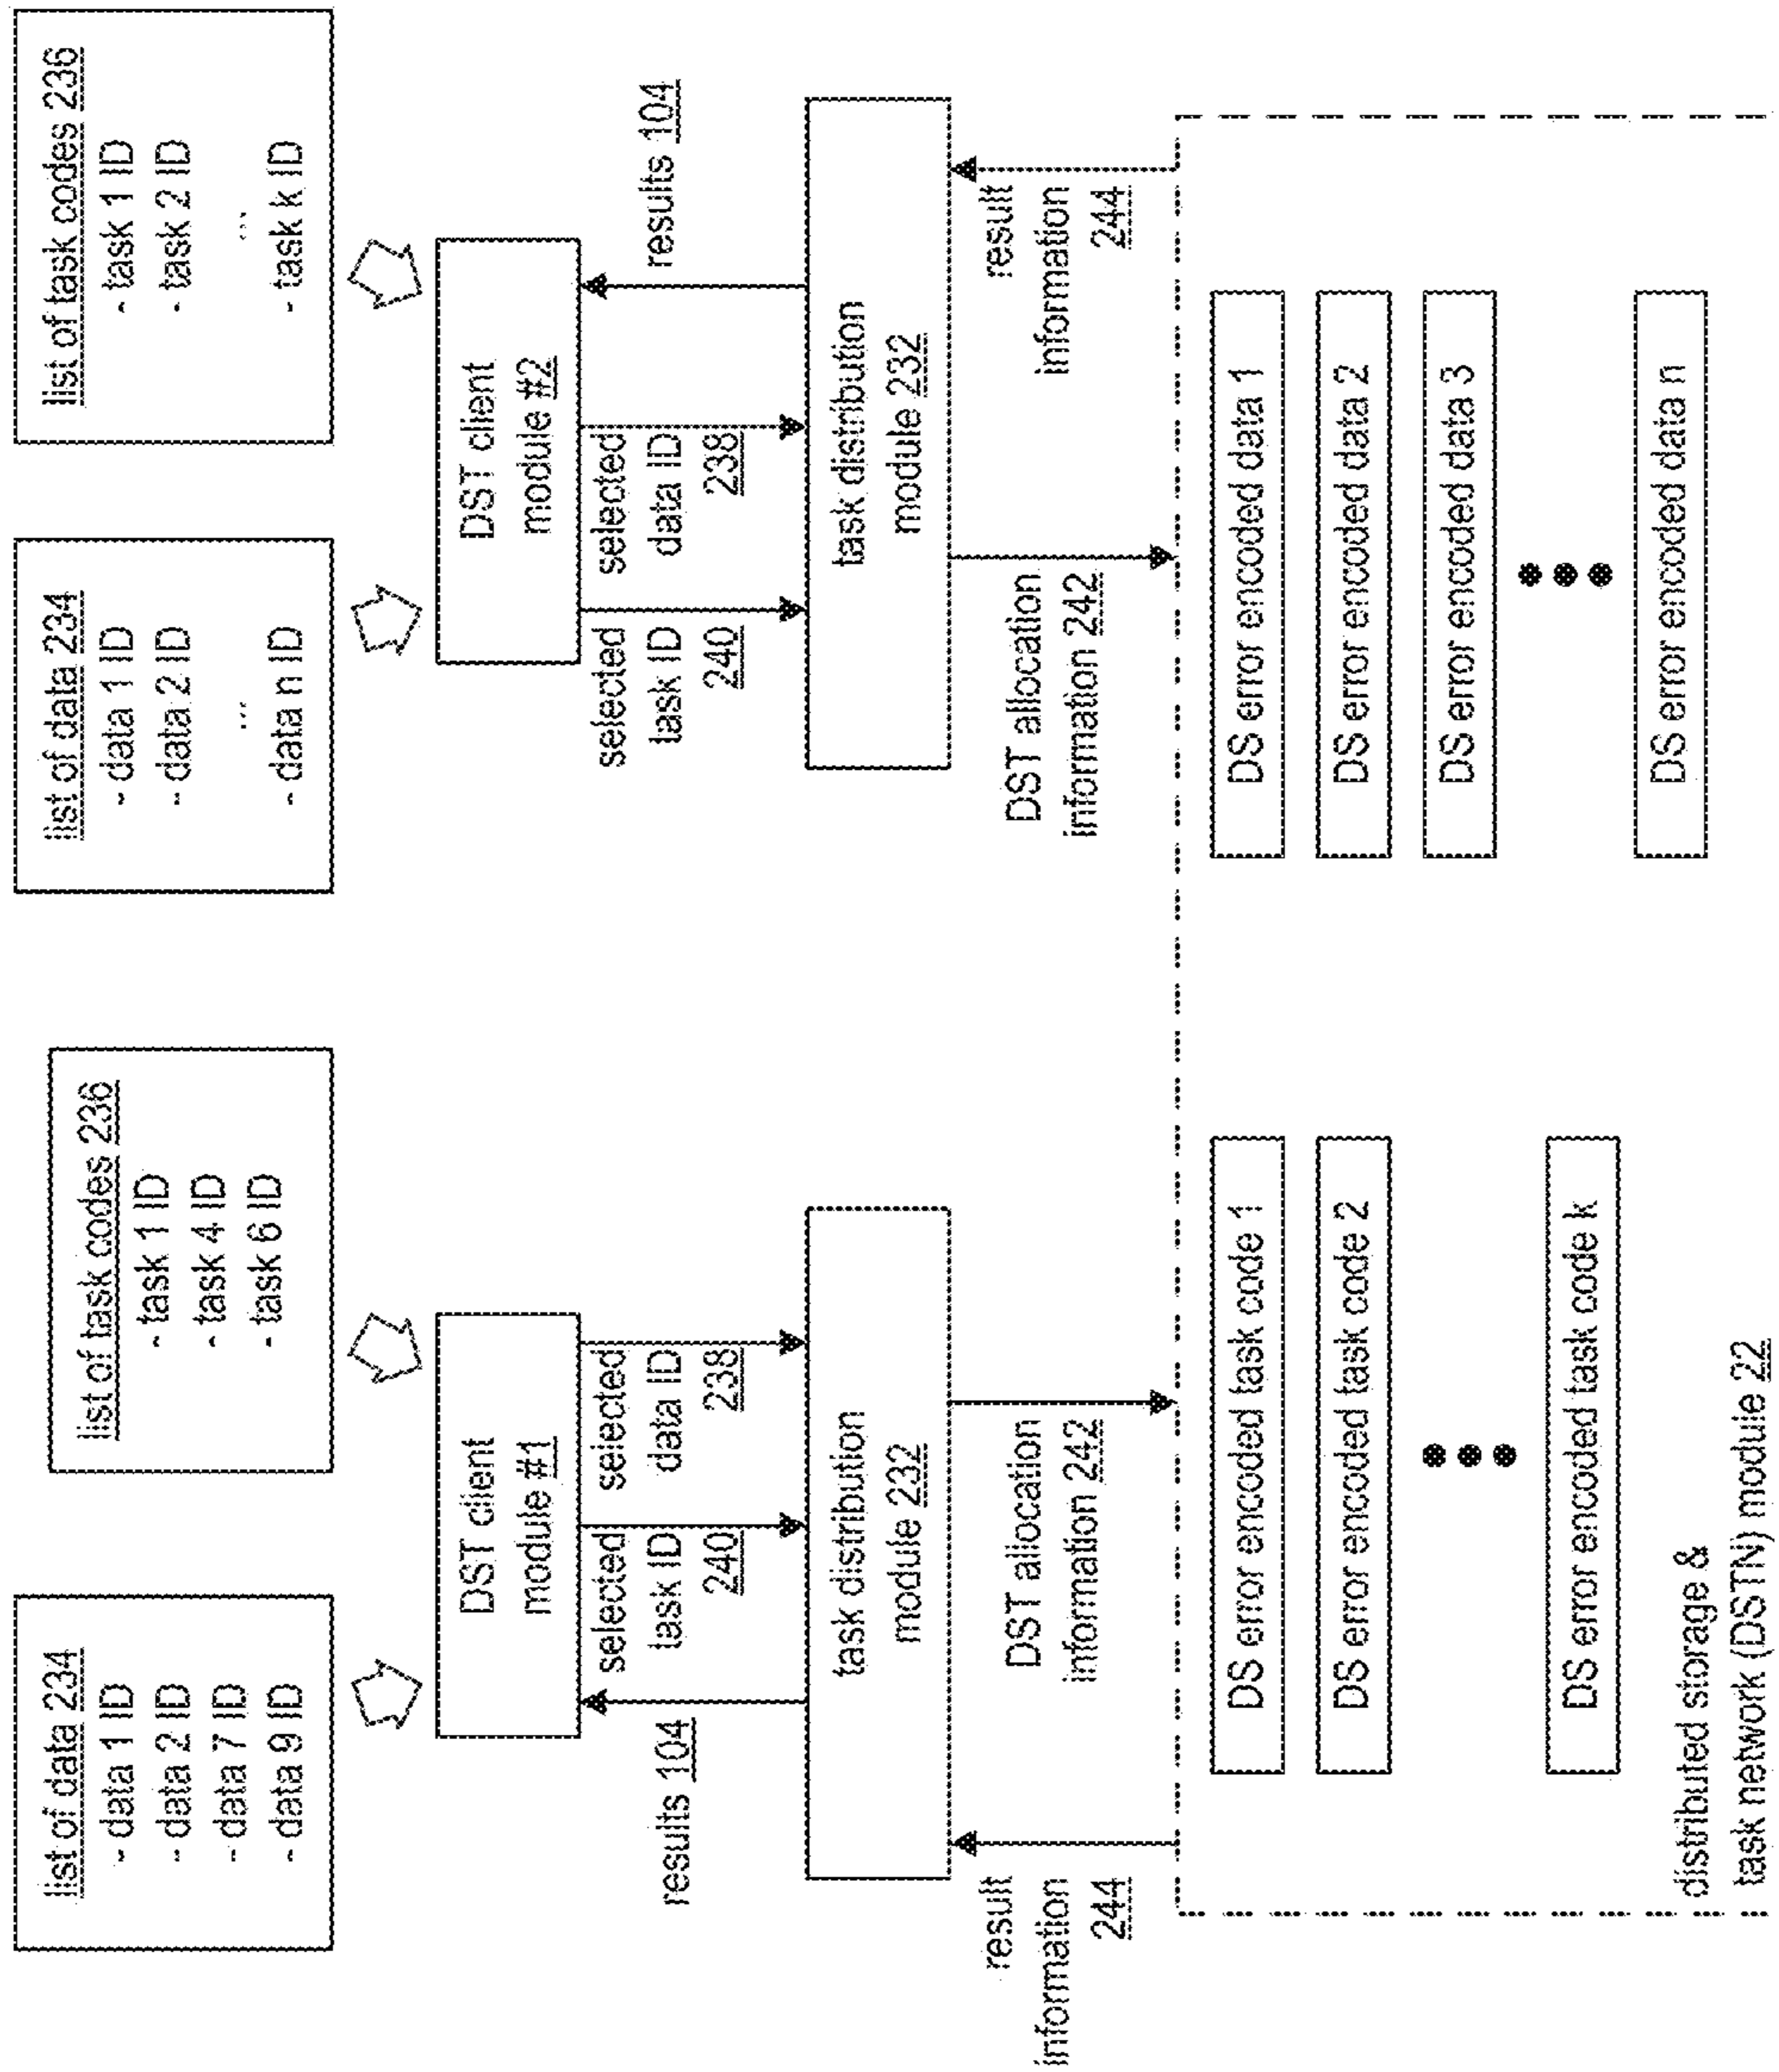 list of data 234
- data 1 ID
- data 2 ID
- data 7 ID
- data 9 ID
list of task codes 236
- task 1 ID
- task 4 ID
- task 6 ID
list of data 234
- data 1 ID
- data 2 ID
...
- data n ID
list of task codes 236
- task 1 ID
- task 2 ID
...
- task k ID
DST client
module #1
DST client
module #2
results 104
selected
task ID
240
selected
data ID
238
selected
task ID
240
selected
data ID
238
results 104
task distribution
module 232
task distribution
module 232
result
information
244
DST allocation
information 242
DST allocation
information 242
result
information
244
DS error encoded task code 1
DS error encoded task code 2
DS error encoded task code k
DS error encoded data 1
DS error encoded data 2
DS error encoded data 3
DS error encoded data n
distributed storage &
task network (DSTN) module 22